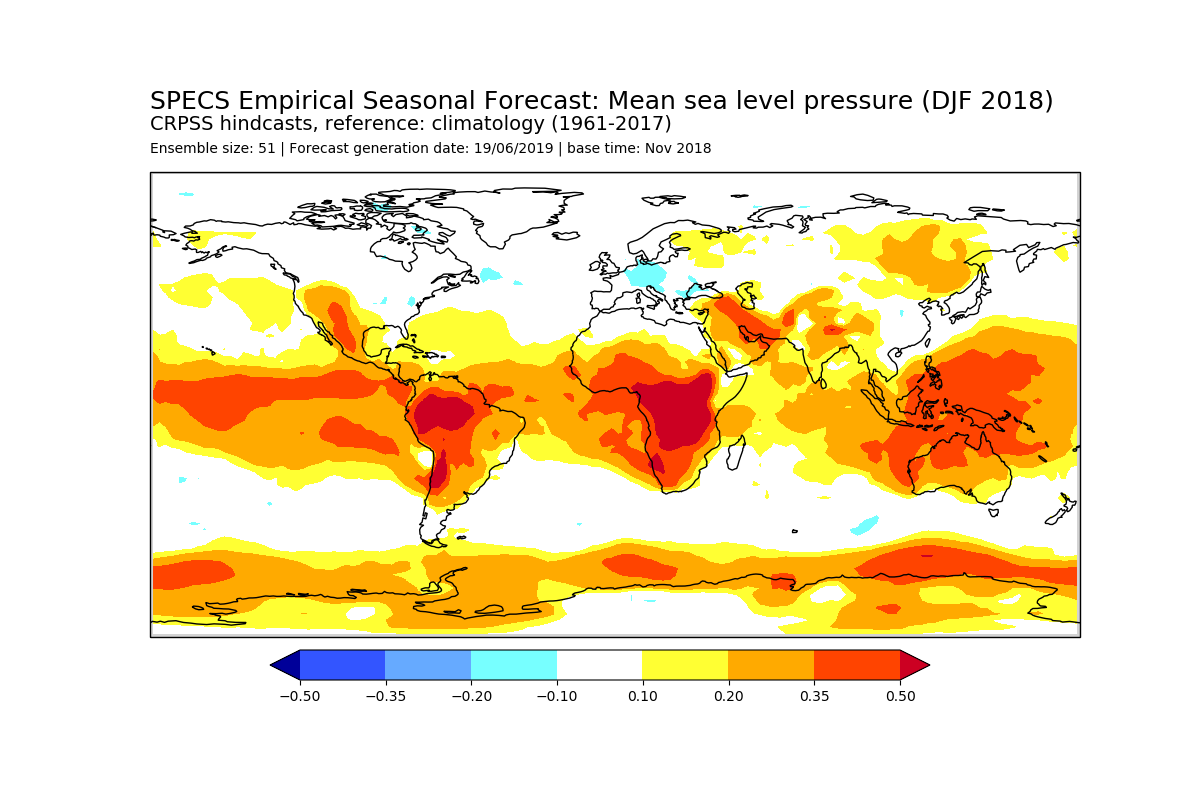 SPECS Empirical Seasonal Forecast: Mean sea level pressure (DJF 2018)
CRPSS hindcasts, reference: climatology (1961-2017)
Ensemble size: 51 | Forecast generation date: 19/06/2019 | base time: Nov 2018
−0.50 −0.35 −0.20 −0.10 0.10 0.20 0.35 0.50